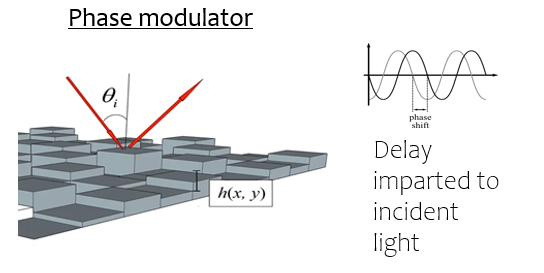 Phase modulator
θi
h(x, y)
phase
shift
Delay
imparted to
incident
light